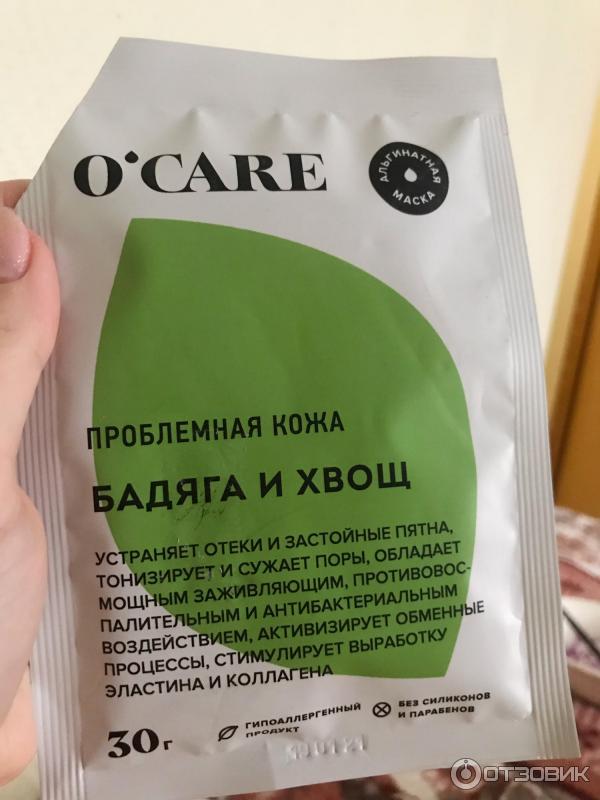 O'CARE
АЛЬГИНАТНАЯ
МАСКА
ПРОБЛЕМНАЯ КОЖА
БАДЯГА И ХВОЩ
УСТРАНЯЕТ ОТЕКИ И ЗАСТОЙНЫЕ ПЯТНА,
ТОНИЗИРУЕТ И СУЖАЕТ ПОРЫ, ОБЛАДАЕТ
МОЩНЫМ ЗАЖИВЛЯЮЩИМ, ПРОТИВОВОС-
ПАЛИТЕЛЬНЫМ И АНТИБАКТЕРИАЛЬНЫМ
ВОЗДЕЙСТВИЕМ, АКТИВИЗИРУЕТ ОБМЕННЫЕ
ПРОЦЕССЫ, СТИМУЛИРУЕТ ВЫРАБОТКУ
ЭЛАСТИНА И КОЛЛАГЕНА
30 г
ГИПОАЛЛЕРГЕННЫЙ
ПРОДУКТ
БЕЗ СИЛИКОНОВ
И ПАРАБЕНОВ
ОТЗОВИК